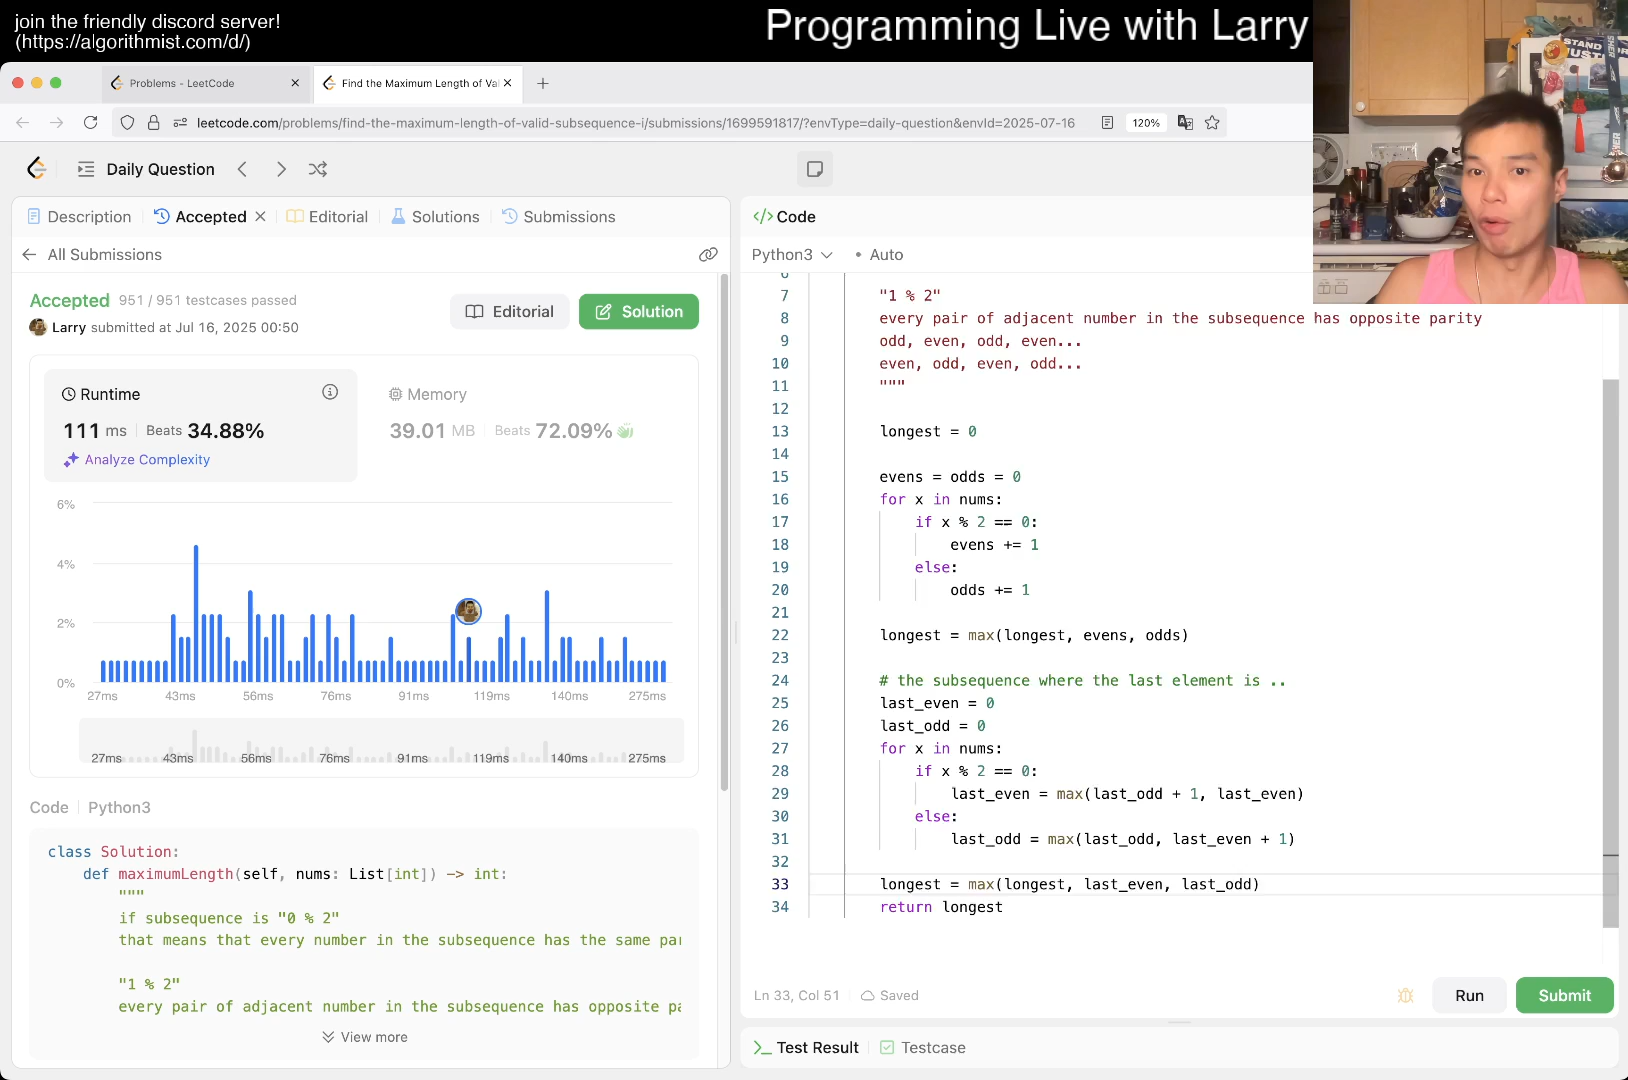 join the friendly discord server!
(https://algorithmist.com/d/)
Programming Live with Larry
Problems - LeetCode
Find the Maximum Length of Val
leetcode.com/problems/find-the-maximum-length-of-valid-subsequence-i/submissions/1699591817/?envType=daily-question&envId=2025-07-16
120%
Daily Question
Description
Accepted
Editorial
Solutions
Submissions
All Submissions
Accepted 951 / 951 testcases passed
Larry submitted at Jul 16, 2025 00:50
Editorial
Solution
Runtime
111 ms Beats 34.88%
Analyze Complexity
Memory
39.01 MB Beats 72.09%
6%
4%
2%
0%
27ms 43ms 56ms 76ms 91ms 119ms 140ms 275ms
27ms 43ms 56ms 76ms 91ms 119ms 140ms 275ms
Code Python3
class Solution:
def maximumLength(self, nums: List[int]) -> int:
"""
if subsequence is "0 % 2"
that means that every number in the subsequence has the same par
"1 % 2"
every pair of adjacent number in the subsequence has opposite pa
View more
</> Code
Python3 • Auto
7 "1 % 2"
8 every pair of adjacent number in the subsequence has opposite parity
9 odd, even, odd, even...
10 even, odd, even, odd...
11 """
12
13 longest = 0
14
15 evens = odds = 0
16 for x in nums:
17 if x % 2 == 0:
18 evens += 1
19 else:
20 odds += 1
21
22 longest = max(longest, evens, odds)
23
24 # the subsequence where the last element is ..
25 last_even = 0
26 last_odd = 0
27 for x in nums:
28 if x % 2 == 0:
29 last_even = max(last_odd + 1, last_even)
30 else:
31 last_odd = max(last_odd, last_even + 1)
32
33 longest = max(longest, last_even, last_odd)
34 return longest
Ln 33, Col 51 Saved
Run
Submit
Test Result
Testcase
STAND